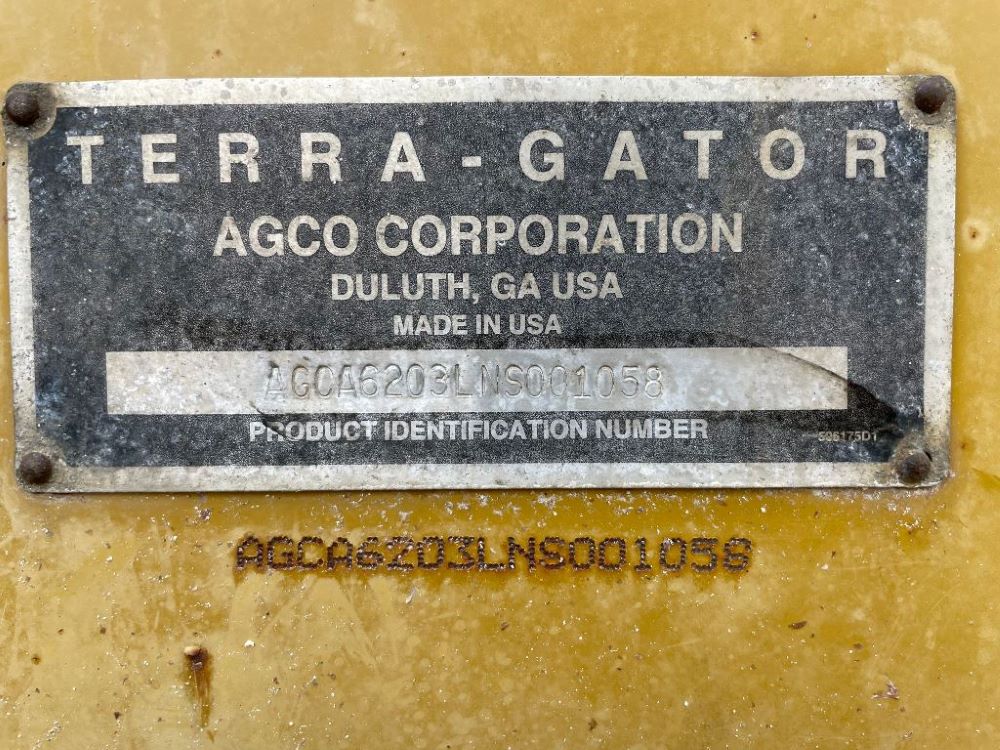 TERRA-GATOR
AGCO CORPORATION
DULUTH, GA USA
MADE IN USA
AGCA6203LNS001058
PRODUCT IDENTIFICATION NUMBER
AGCA6203LNS001058